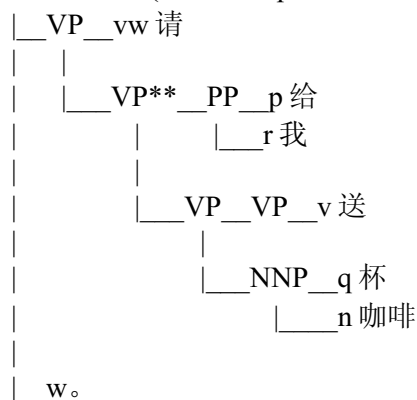 |__VP__vw 请
| |
| |___VP**__PP__p 给
| | |___r 我
| |
| |___VP__VP__v 送
| |
| |___NNP__q 杯
| |____n 咖啡
|
| w。